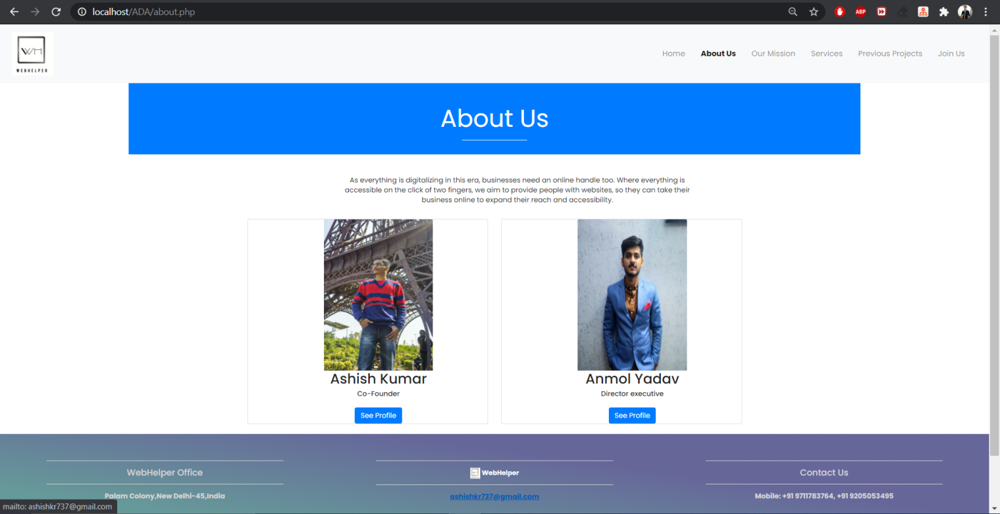 localhost/ADA/about.php
ABP
WH
WEBHELPER
Home About Us Our Mission Services Previous Projects Join Us
About Us
As everything is digitalizing in this era, businesses need an online handle too. Where everything is
accessible on the click of two fingers, we aim to provide people with websites, so they can take their
business online to expand their reach and accessibility.
Ashish Kumar
Co-Founder
See Profile
Anmol Yadav
Director executive
See Profile
WebHelper Office
Palam Colony,New Delhi-45,India
WebHelper
ashishkr737@gmail.com
Contact Us
Mobile: +91 9711783764, +91 9205053495
mailto: ashishkr737@gmail.com